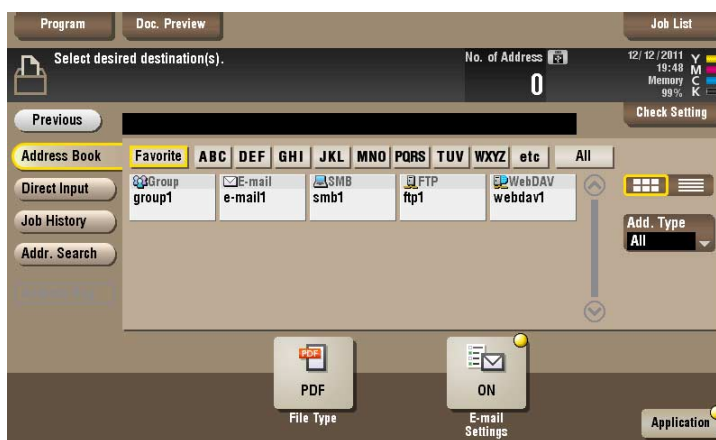 Program
Doc. Preview
Job List
Select desired destination(s).
No. of Address
0
12/12/2011
19:48
Memory
99%
Y
M
C
K
Previous
Check Setting
Address Book
Favorite ABC DEF GHI JKL MNO PQRS TUV WXYZ etc All
Direct Input
Job History
Addr. Search
Group
group1
E-mail
e-mail1
SMB
smb1
FTP
ftp1
WebDAV
webdav1
Add. Type
All
PDF
PDF
File Type
ON
E-mail
Settings
Application